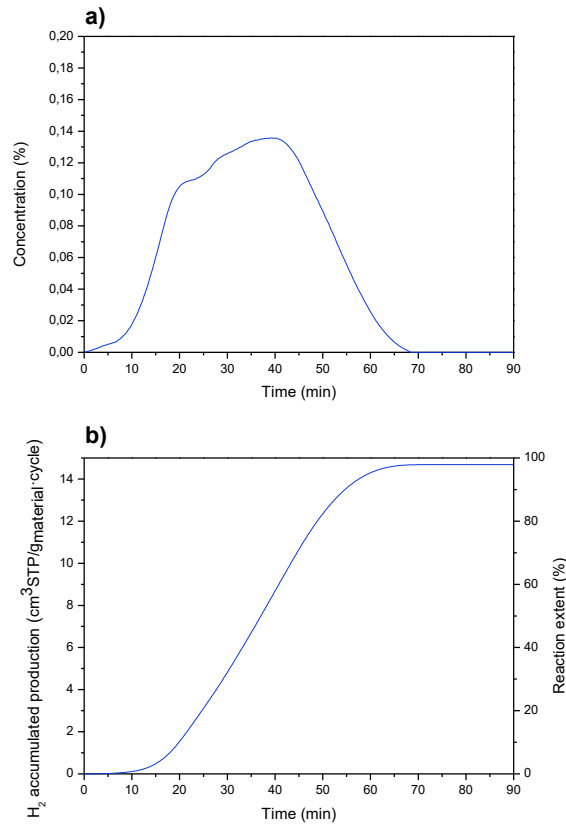 a)
0,20
0,18
0,16
0,14
0,12
0,10
0,08
0,06
0,04
0,02
0,00
Concentration (%)
0 10 20 30 40 50 60 70 80 90
Time (min)
b)
14
12
10
8
6
4
2
0
H2 accumulated production (cm3STP/gmaterial·cycle)
100
80
60
40
20
0
Reaction extent (%)
0 10 20 30 40 50 60 70 80 90
Time (min)